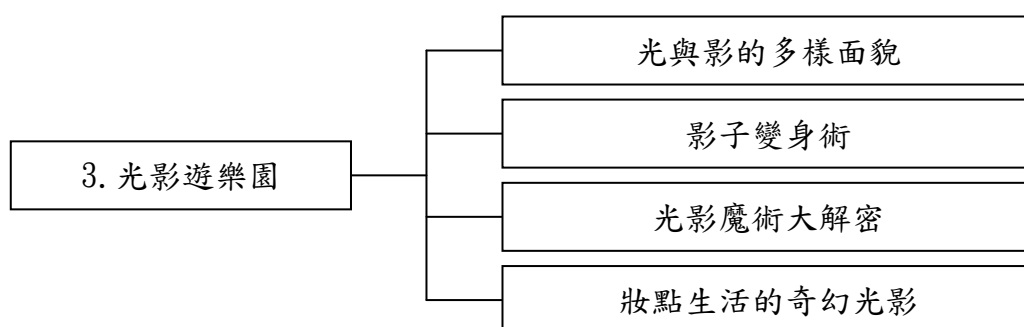 光與影的多樣面貌
影子變身術
3.光影遊樂園
光影魔術大解密
妝點生活的奇幻光影